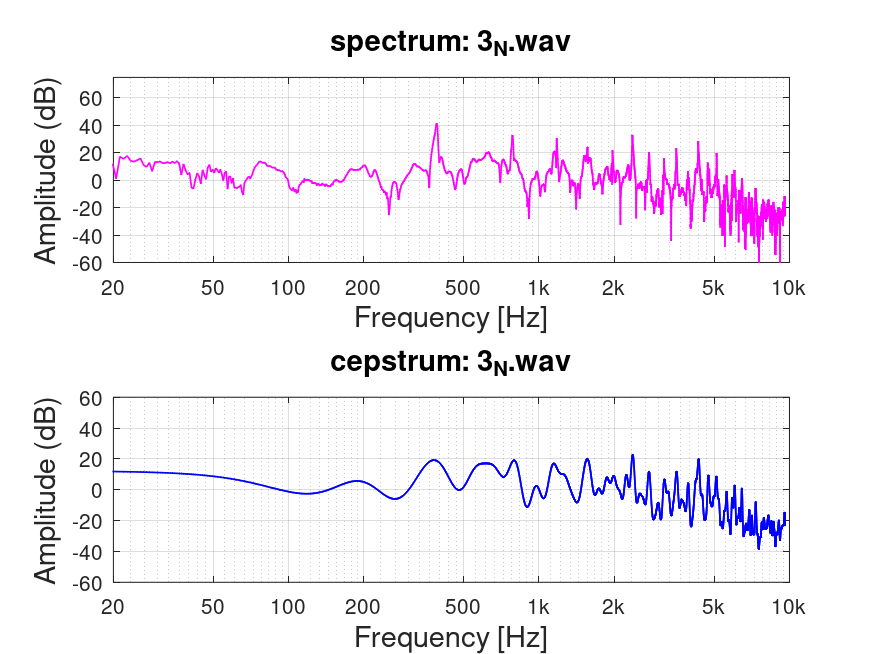 spectrum: 3N.wav
Amplitude (dB)
60
40
20
0
-20
-40
-60
20 50 100 200 500 1k 2k 5k 10k
Frequency [Hz]
cepstrum: 3N.wav
Amplitude (dB)
60
40
20
0
-20
-40
-60
20 50 100 200 500 1k 2k 5k 10k
Frequency [Hz]